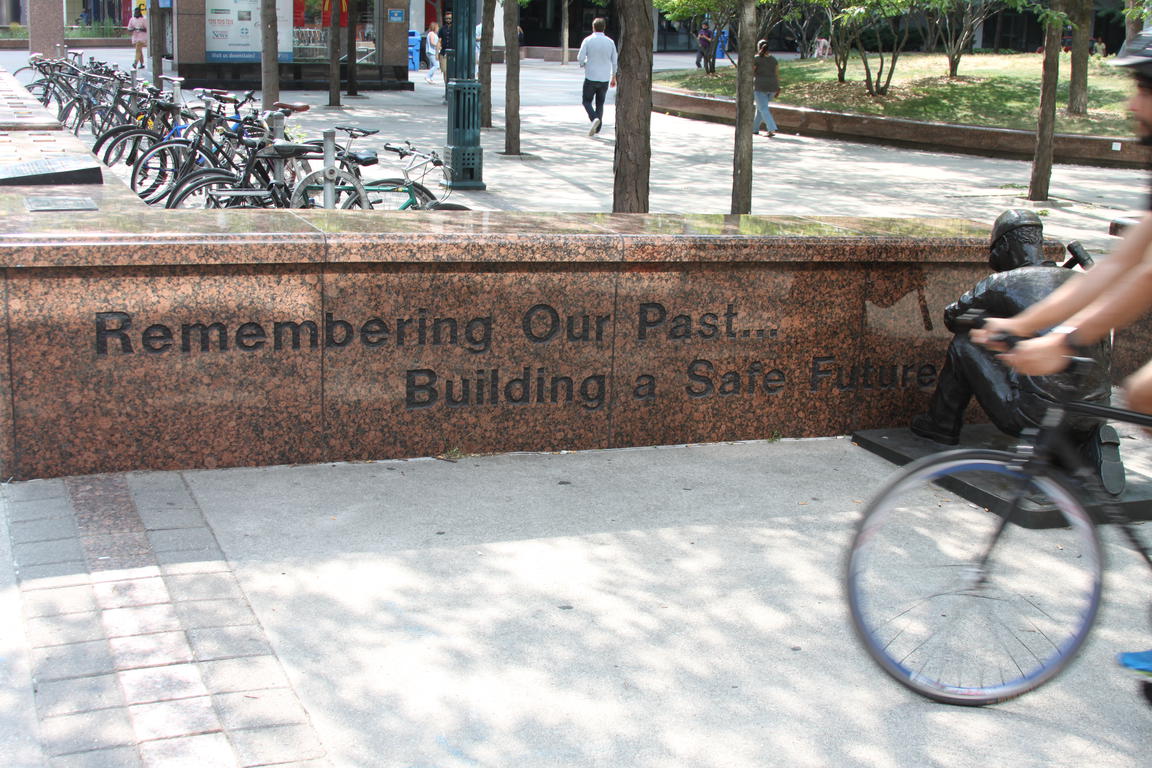 Remembering Our Past...
Building a Safe Future